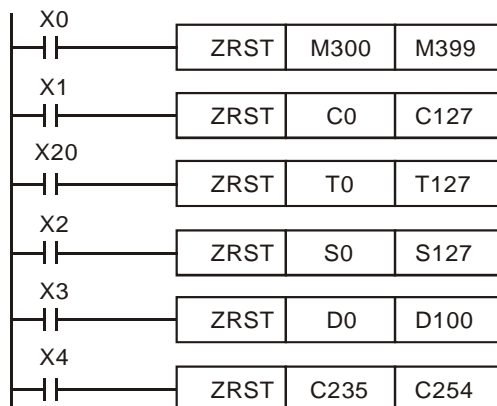 X0
ZRST M300 M399
X1
ZRST C0 C127
X20
ZRST T0 T127
X2
ZRST S0 S127
X3
ZRST D0 D100
X4
ZRST C235 C254